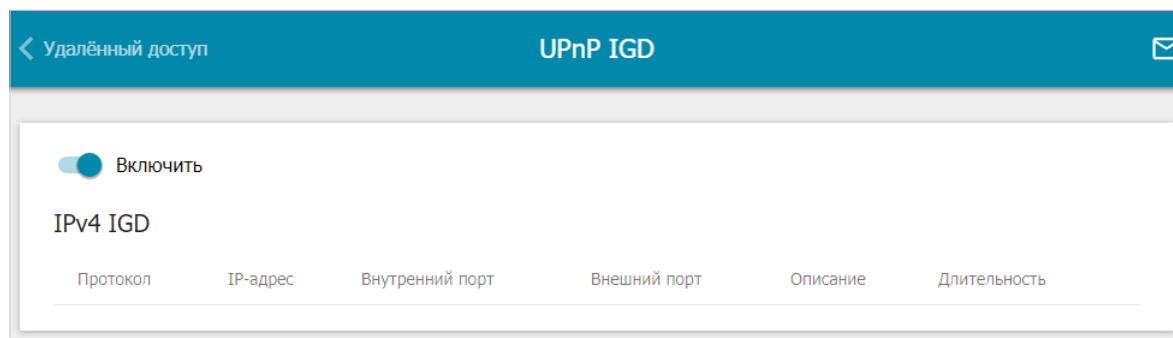 Удалённый доступ UPnP IGD
Включить
IPv4 IGD
Протокол IP-адрес Внутренний порт Внешний порт Описание Длительность